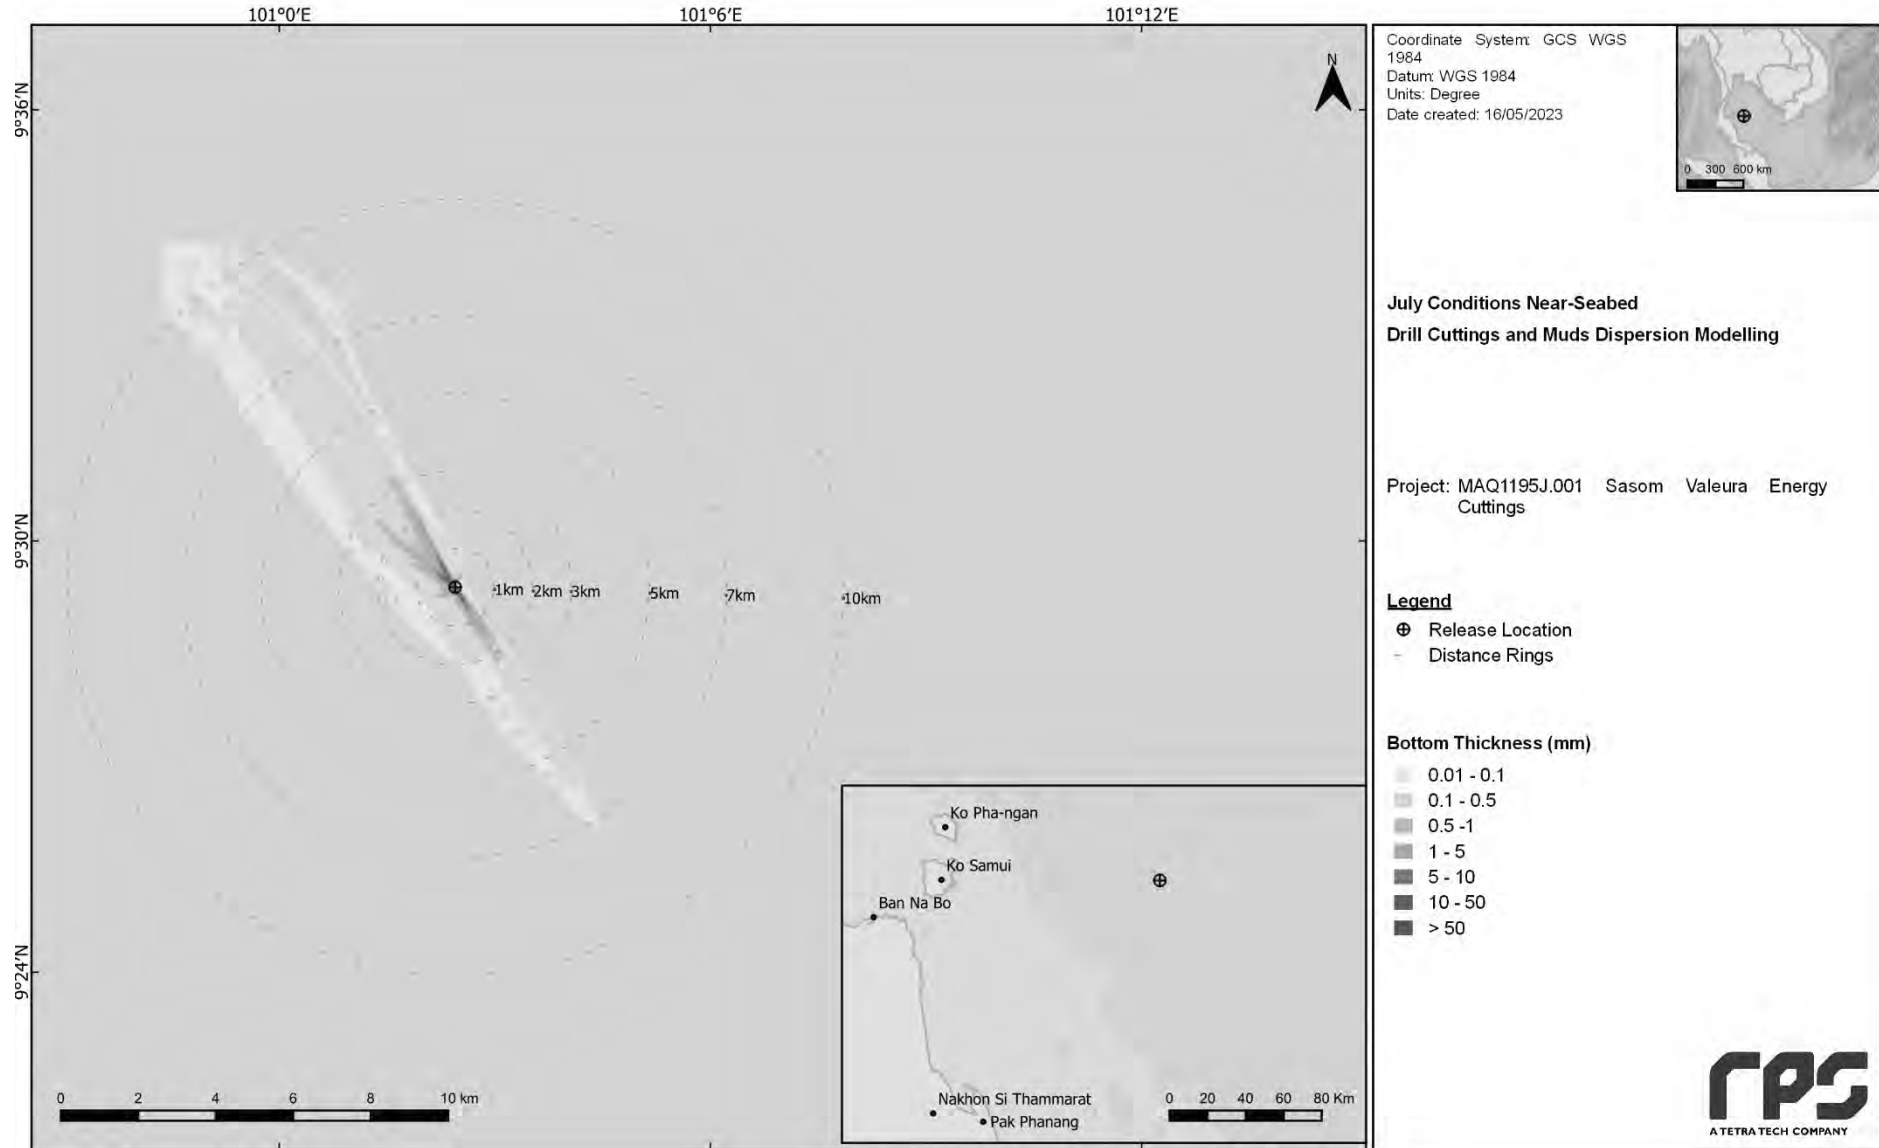 101°0′E
101°6′E
101°12′E
9°36′N
9°30′N
9°24′N
N
1km
2km
3km
5km
7km
10km
0 2 4 6 8 10 km
Ko Pha-ngan
Ko Samui
Ban Na Bo
Nakhon Si Thammarat
Pak Phanang
0 20 40 60 80 Km
Coordinate System: GCS WGS
1984
Datum: WGS 1984
Units: Degree
Date created: 16/05/2023
0 300 600 km
July Conditions Near-Seabed
Drill Cuttings and Muds Dispersion Modelling
Project: MAQ1195J.001 Sasom Valeura Energy
Cuttings
Legend
Release Location
Distance Rings
Bottom Thickness (mm)
0.01 - 0.1
0.1 - 0.5
0.5 -1
1 - 5
5 - 10
10 - 50
> 50
rps
A TETRA TECH COMPANY